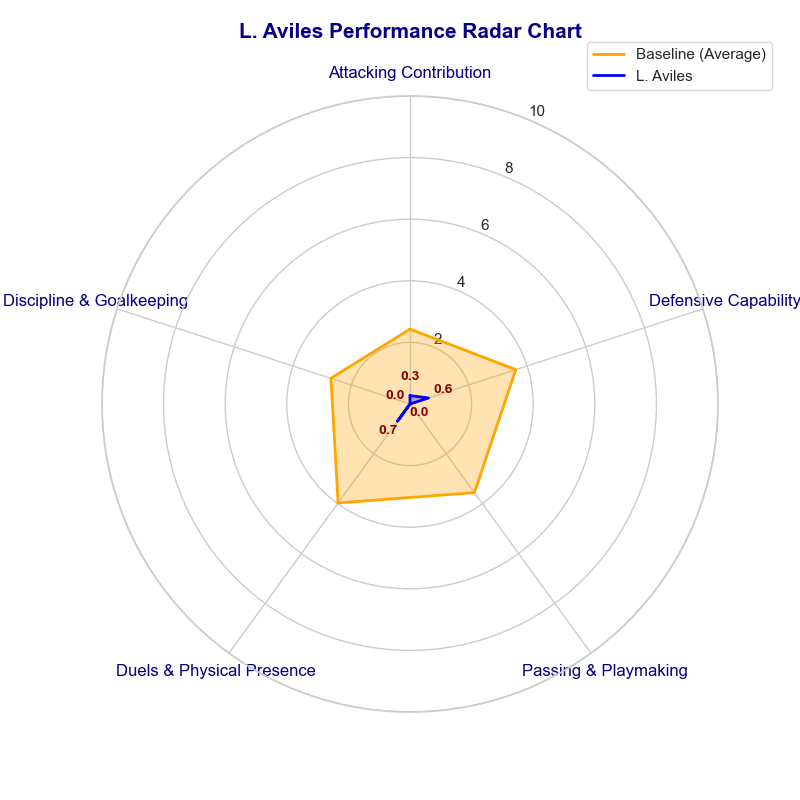 L. Aviles Performance Radar Chart
Baseline (Average)
L. Aviles
Attacking Contribution
10
8
6
4
2
Discipline & Goalkeeping
Defensive Capability
0.3
0.6
0.0
0.0
0.7
Duels & Physical Presence
Passing & Playmaking